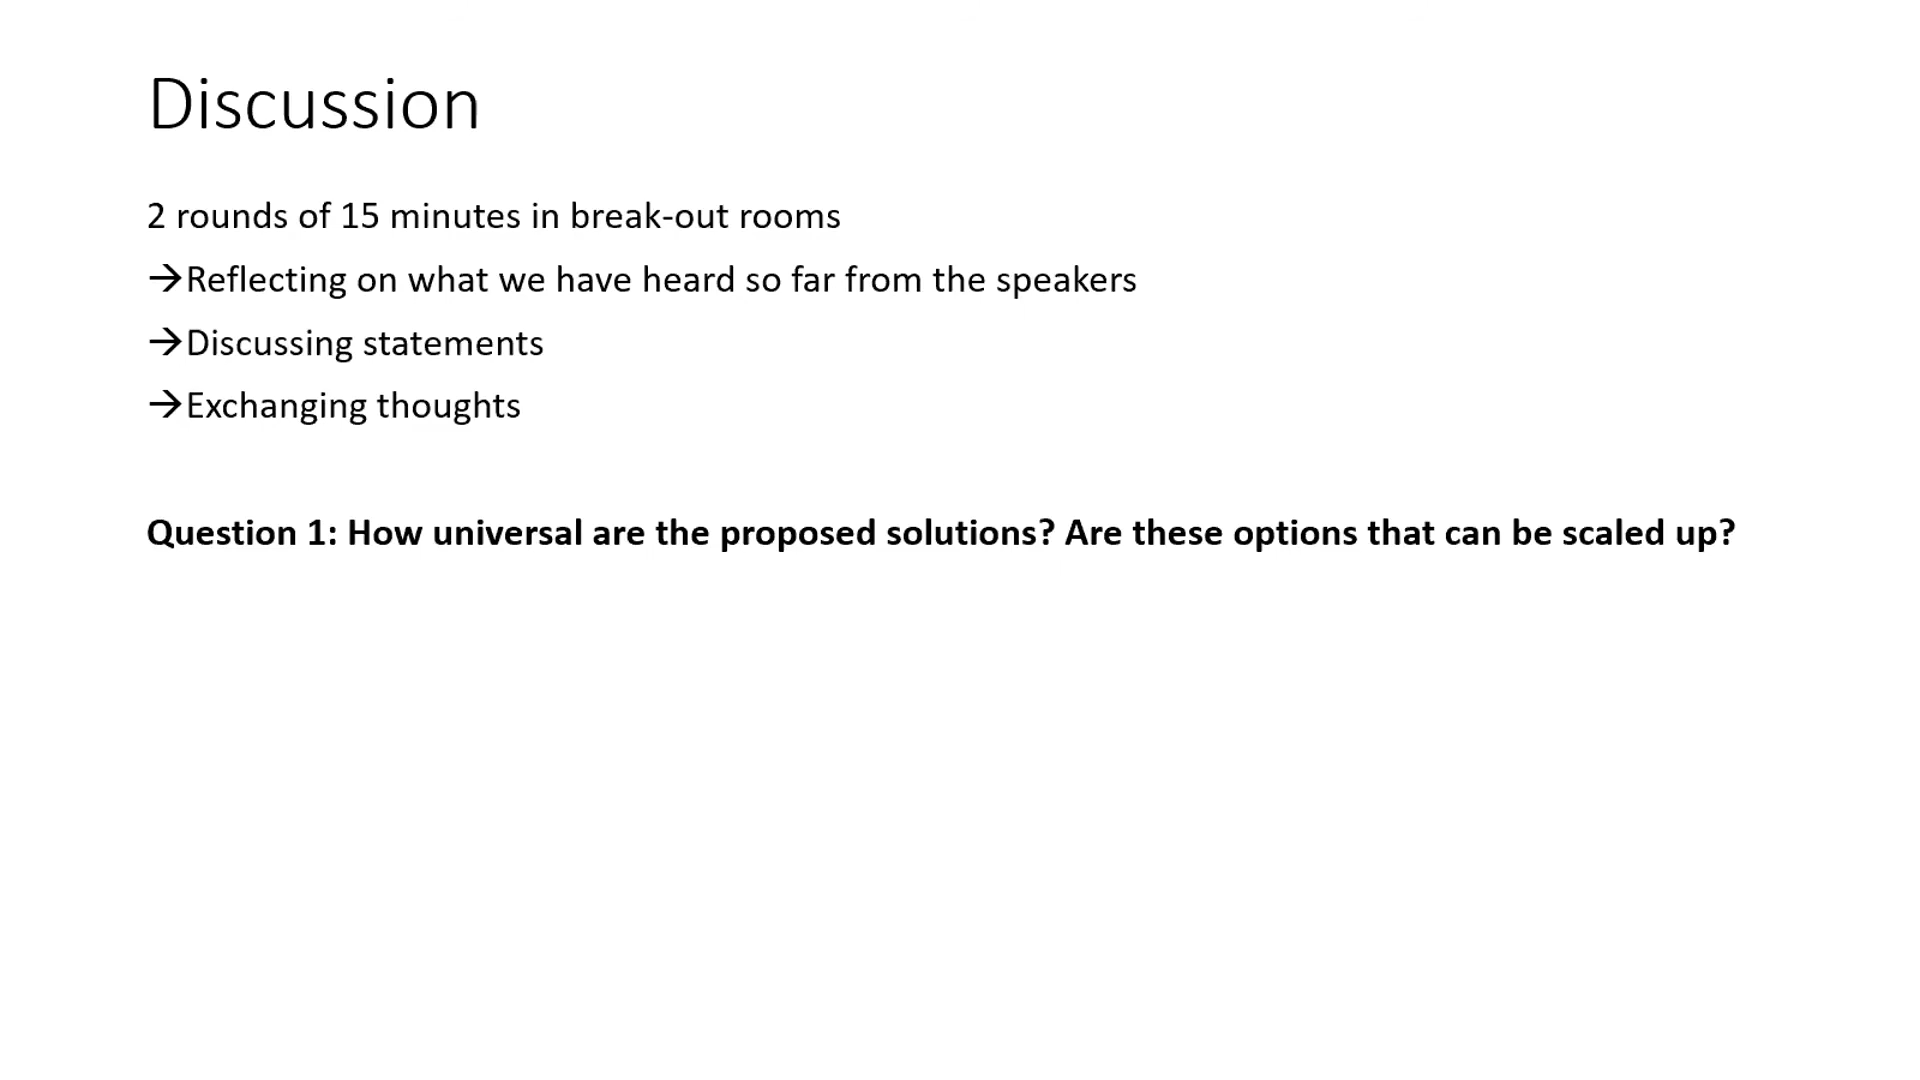 Discussion
2 rounds of 15 minutes in break-out rooms
→Reflecting on what we have heard so far from the speakers
→Discussing statements
→Exchanging thoughts
Question 1: How universal are the proposed solutions? Are these options that can be scaled up?